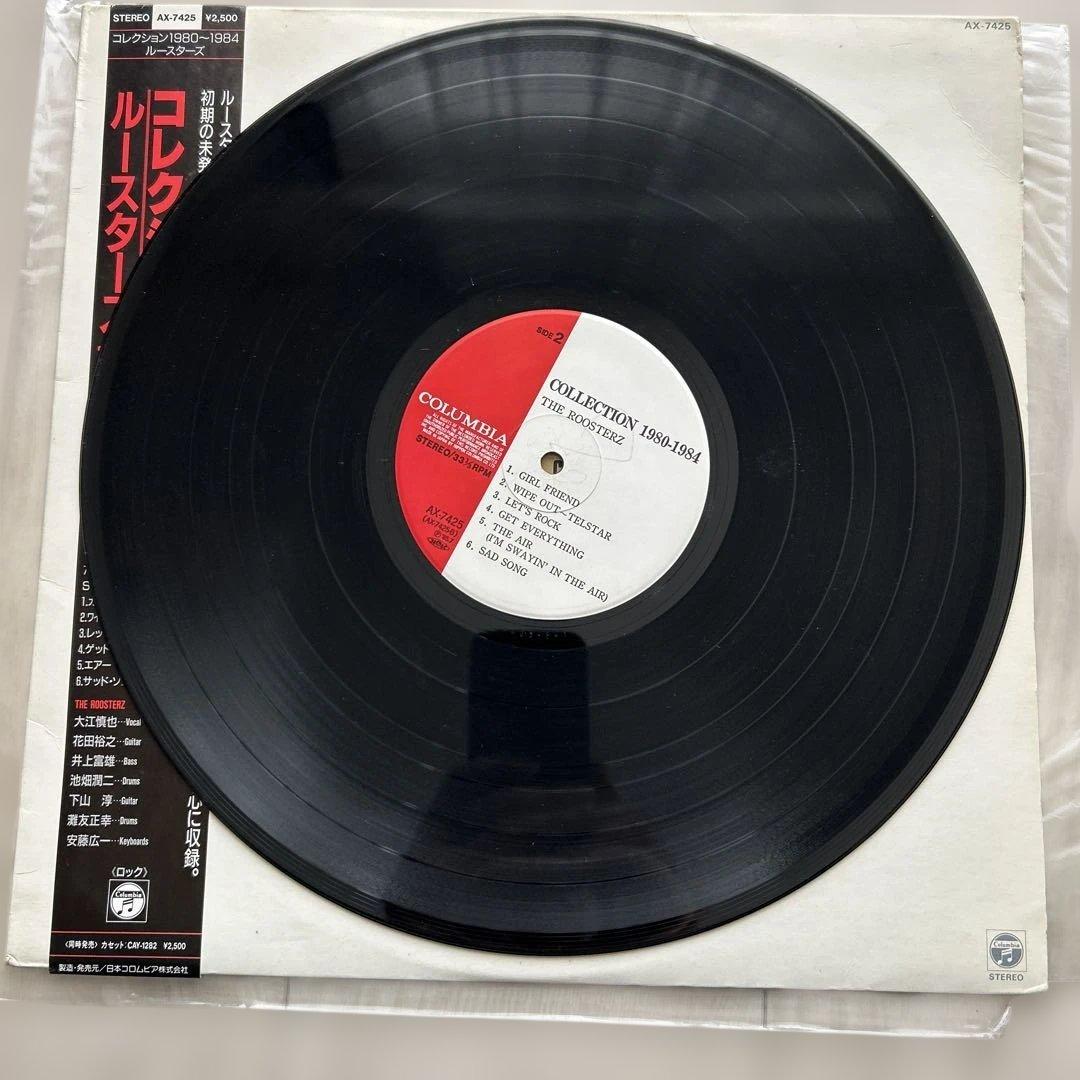 STEREO AX-7425 ¥2,500
コレクション1980〜1984
ルースターズ
コレク
ルースター
ルースタ
初期の未発
心に収録。
4.ゲット
5.エアー
6.サッド・ソ
THE ROOSTERZ
大江慎也…Vocal
花田裕之…Guitar
井上富雄…Bass
池畑潤二…Drums
下山 淳…Guitar
灘友正幸…Drums
安藤広一…Keyboards
〈ロック〉
Columbia
〈同時発売〉 カセット:CAY-1282 ¥2,500
製造・発売元/日本コロムビア株式会社
AX-7425
SIDE 2
COLLECTION 1980-1984
THE ROOSTERZ
COLUMBIA
STEREO/33⅓RPM
AX-7425
(AX-7425B)
1. GIRL FRIEND
2. WIPE OUT~TELSTAR
3. LET'S ROCK
4. GET EVERYTHING
5. THE AIR
(I'M SWAYIN' IN THE AIR)
6. SAD SONG
Columbia
STEREO